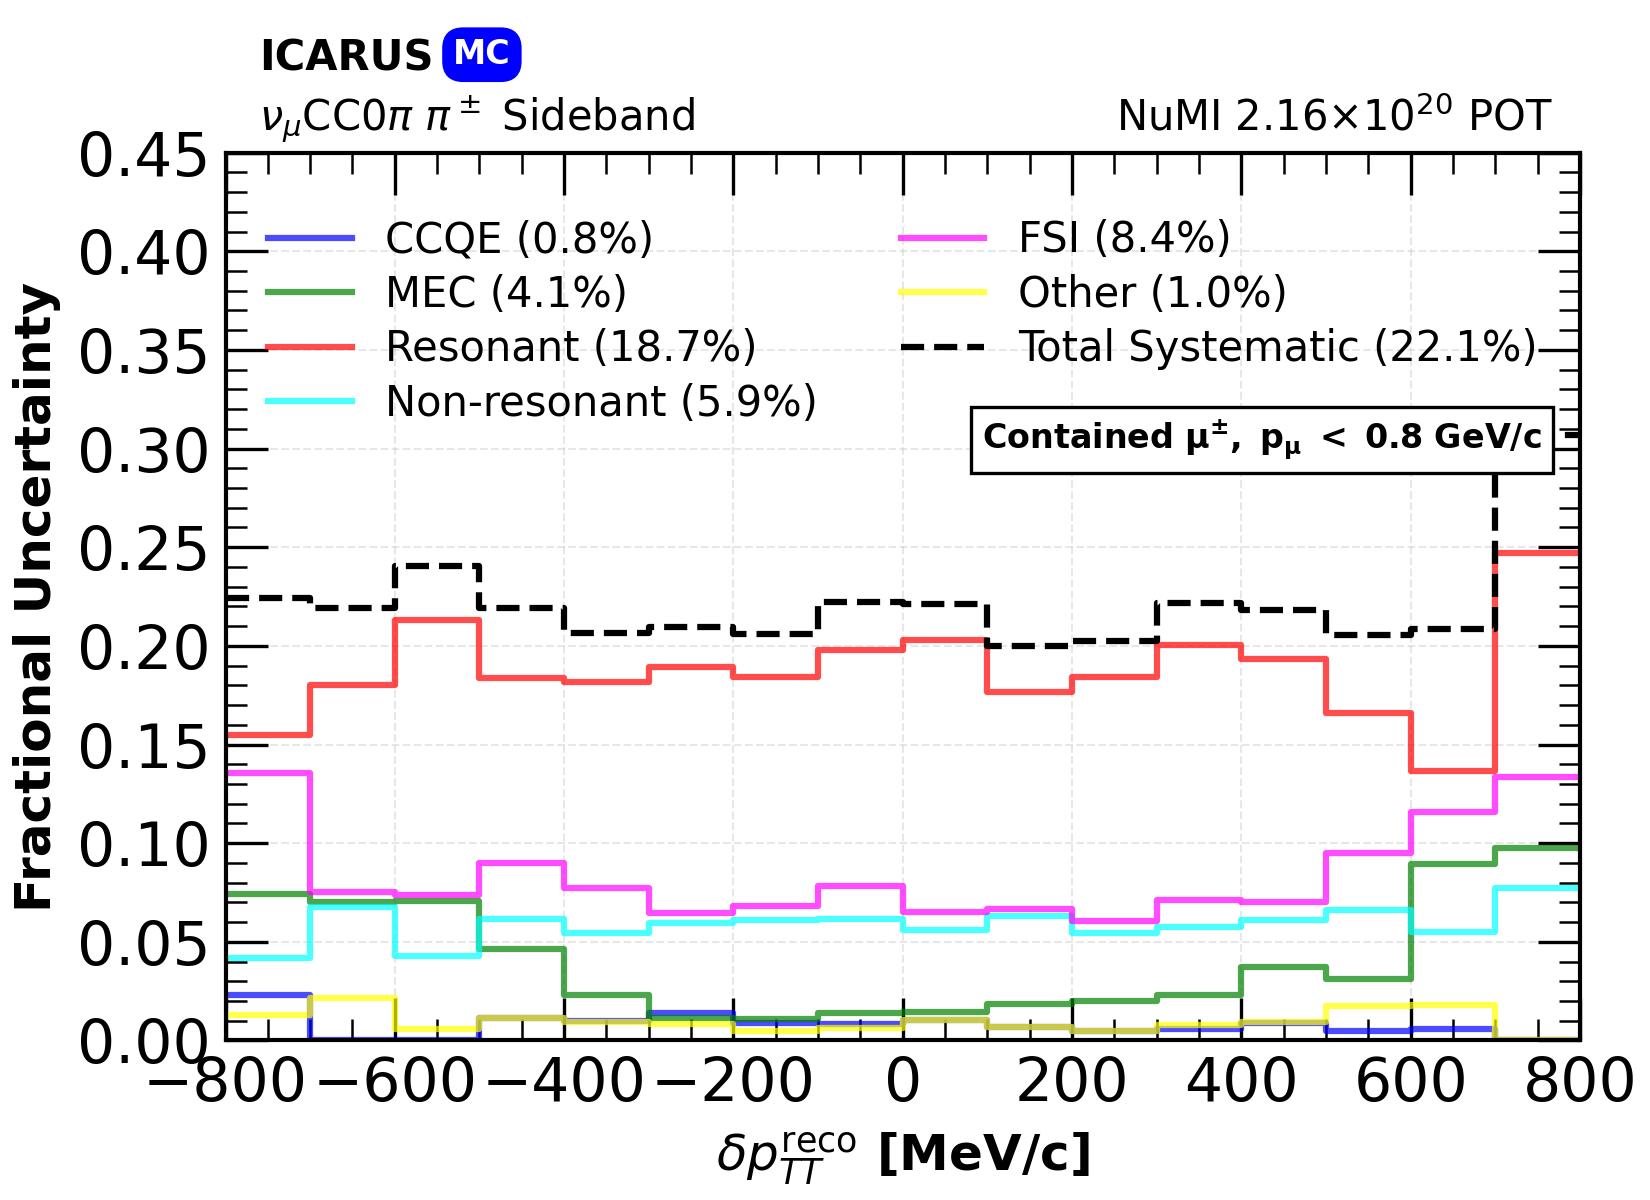 ICARUS MC
νμCC0π π± Sideband
NuMI 2.16×10²⁰ POT
0.45
0.40
0.35
0.30
0.25
0.20
0.15
0.10
0.05
0.00
Fractional Uncertainty
CCQE (0.8%)
MEC (4.1%)
Resonant (18.7%)
Non-resonant (5.9%)
FSI (8.4%)
Other (1.0%)
Total Systematic (22.1%)
Contained μ±, pμ < 0.8 GeV/c
−800 −600 −400 −200 0 200 400 600 800
δp_TT^reco [MeV/c]